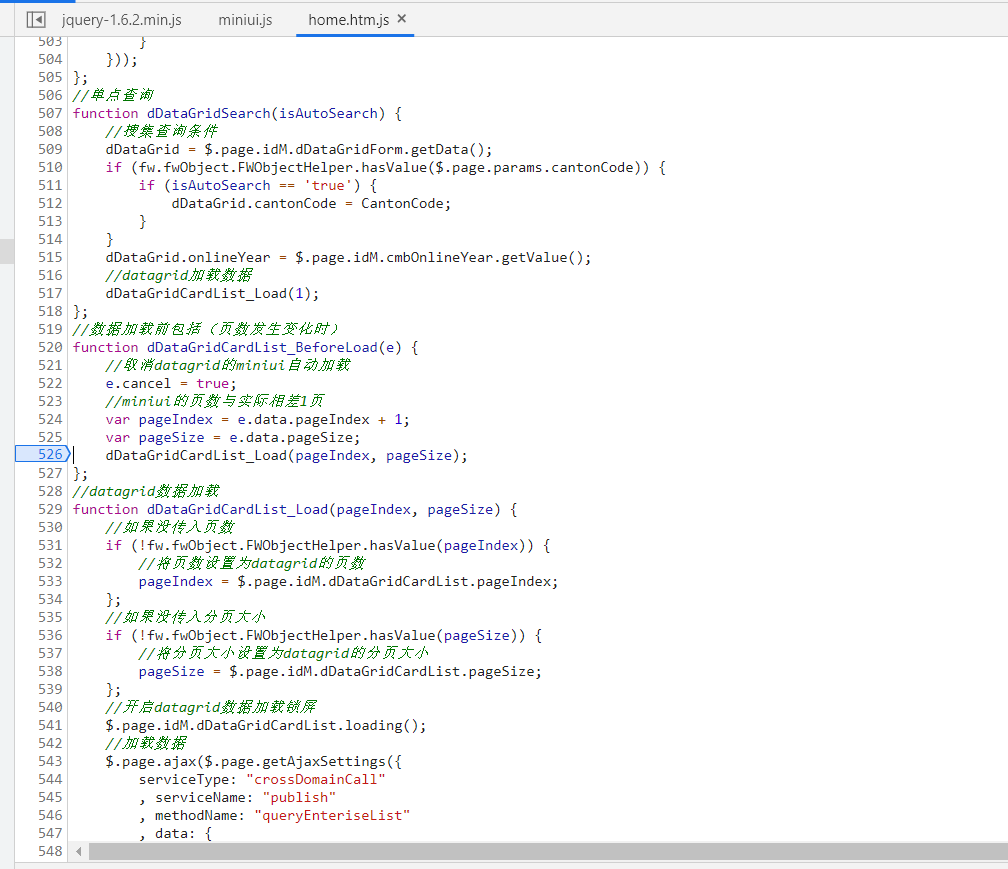 jquery-1.6.2.min.js miniui.js home.htm.js ×
503 }
504 }));
505 };
506 //单点查询
507 function dDataGridSearch(isAutoSearch) {
508 //搜集查询条件
509 dDataGrid = $.page.idM.dDataGridForm.getData();
510 if (fw.fwObject.FWObjectHelper.hasValue($.page.params.cantonCode)) {
511 if (isAutoSearch == 'true') {
512 dDataGrid.cantonCode = CantonCode;
513 }
514 }
515 dDataGrid.onlineYear = $.page.idM.cmbOnlineYear.getValue();
516 //datagrid加载数据
517 dDataGridCardList_Load(1);
518 };
519 //数据加载前包括（页数发生变化时）
520 function dDataGridCardList_BeforeLoad(e) {
521 //取消datagrid的miniui自动加载
522 e.cancel = true;
523 //miniui的页数与实际相差1页
524 var pageIndex = e.data.pageIndex + 1;
525 var pageSize = e.data.pageSize;
526 dDataGridCardList_Load(pageIndex, pageSize);
527 };
528 //datagrid数据加载
529 function dDataGridCardList_Load(pageIndex, pageSize) {
530 //如果没传入页数
531 if (!fw.fwObject.FWObjectHelper.hasValue(pageIndex)) {
532 //将页数设置为datagrid的页数
533 pageIndex = $.page.idM.dDataGridCardList.pageIndex;
534 };
535 //如果没传入分页大小
536 if (!fw.fwObject.FWObjectHelper.hasValue(pageSize)) {
537 //将分页大小设置为datagrid的分页大小
538 pageSize = $.page.idM.dDataGridCardList.pageSize;
539 };
540 //开启datagrid数据加载锁屏
541 $.page.idM.dDataGridCardList.loading();
542 //加载数据
543 $.page.ajax($.page.getAjaxSettings({
544 serviceType: "crossDomainCall"
545 , serviceName: "publish"
546 , methodName: "queryEnteriseList"
547 , data: {
548